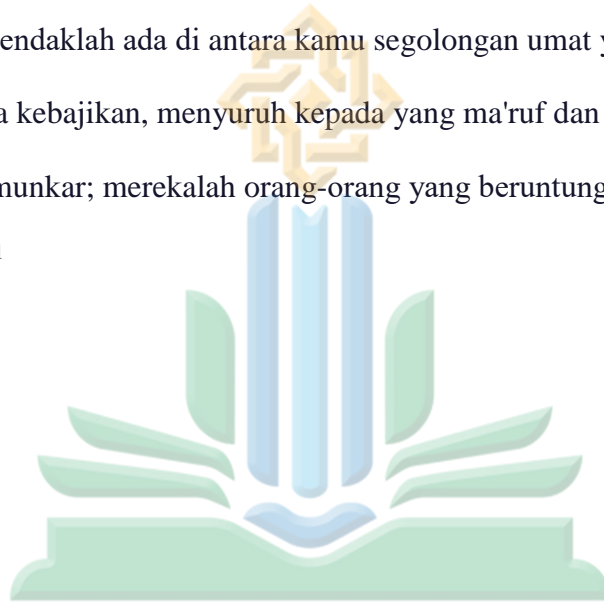 endaklah ada di antara kamu segolongan umat
kebajikan, menyuruh kepada yang ma'ruf dan
munkar; merekalah orang-orang yang beruntung